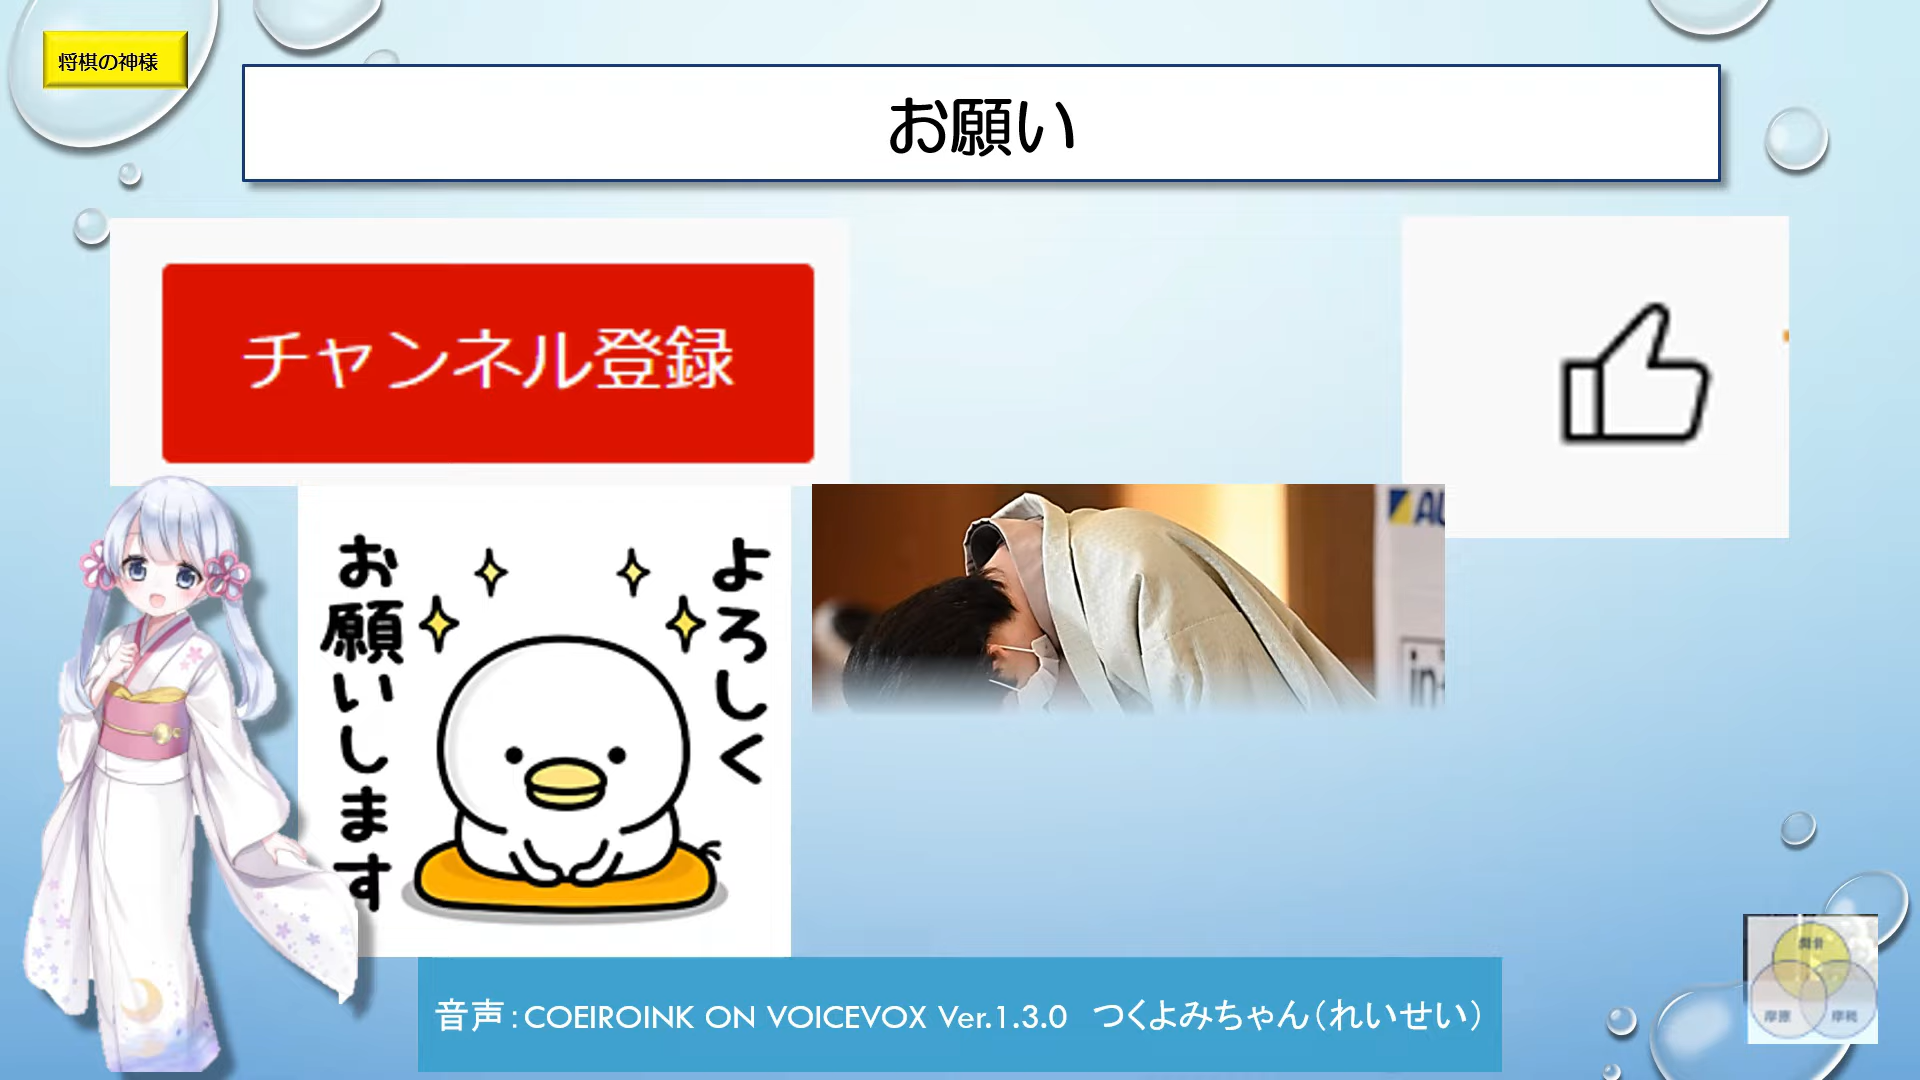 将棋の神様
お願い
チャンネル登録
よろしく
お願いします
音声:COEIROINK ON VOICEVOX Ver.1.3.0 つくよみちゃん(れいせい)